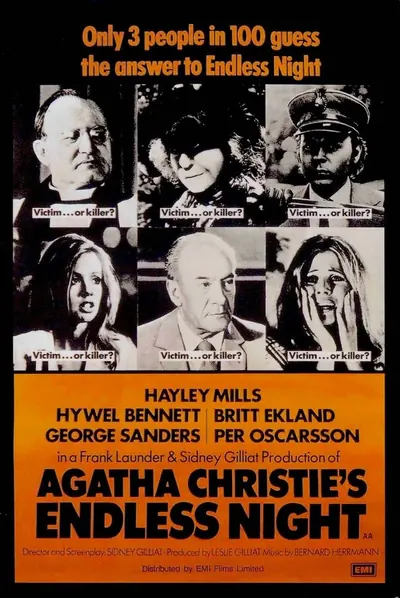 Only 3 people in 100 guess
the answer to Endless Night
Victim...or killer? Victim...or killer? Victim...or killer?
Victim...or killer? Victim...or killer? Victim...or killer?
HAYLEY MILLS
HYWEL BENNETT | BRITT EKLAND
GEORGE SANDERS | PER OSCARSSON
in a Frank Launder & Sidney Gilliat Production of
AGATHA CHRISTIE'S
ENDLESS NIGHT AA
Director and Screenplay: SIDNEY GILLIAT · Produced by LESLIE GILLIAT Music by BERNARD HERRMANN
Distributed by EMI Films Limited
EMI